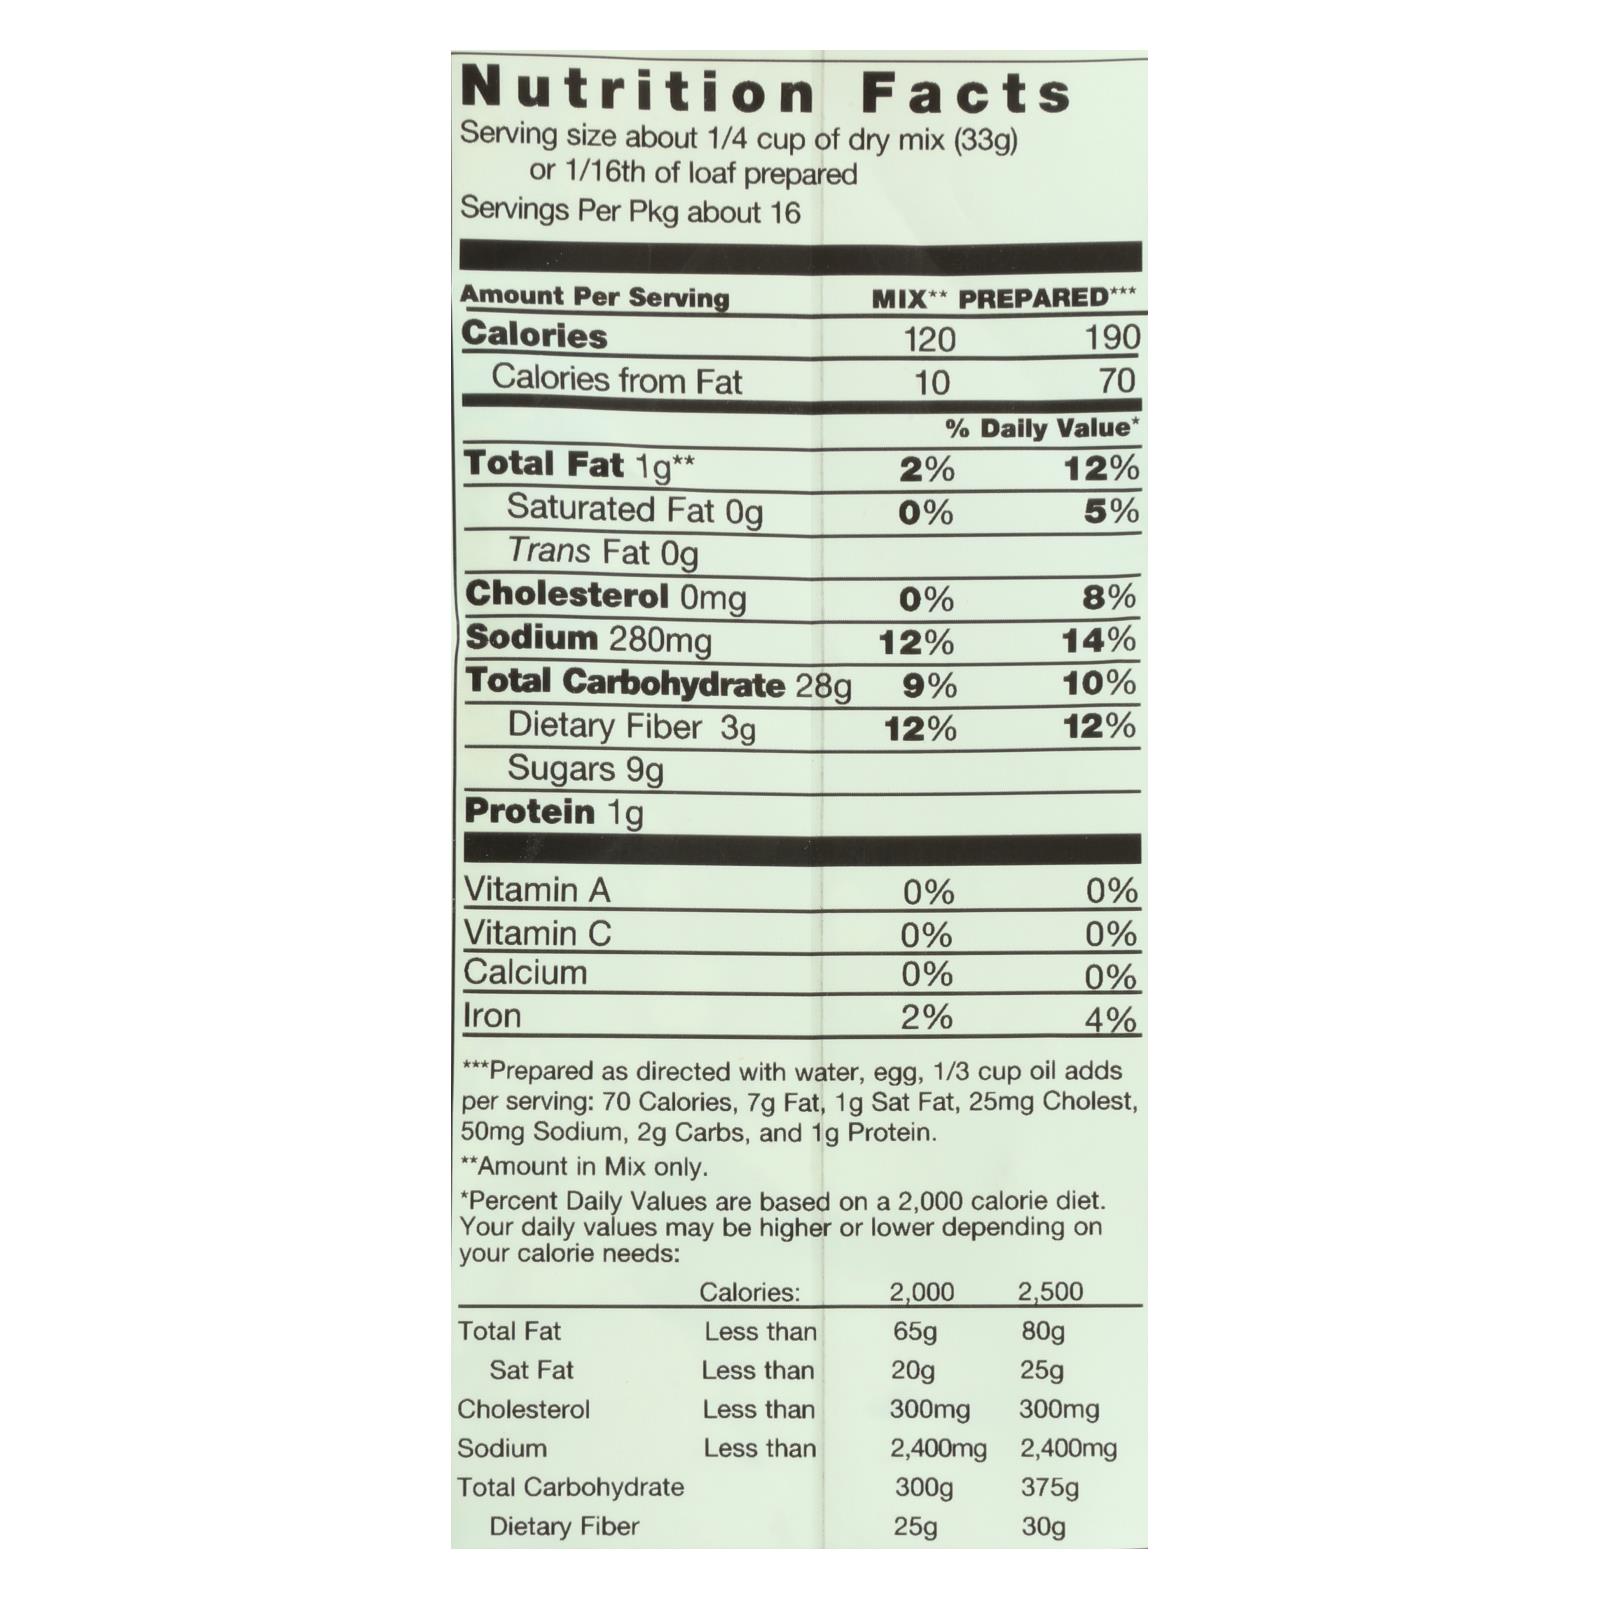 Nutrition Facts
Serving size about 1/4 cup of dry mix (33g)
or 1/16th of loaf prepared
Servings Per Pkg about 16
Amount Per Serving MIX** PREPARED***
Calories 120 190
Calories from Fat 10 70
% Daily Value*
Total Fat 1g** 2% 12%
Saturated Fat 0g 0% 5%
Trans Fat 0g
Cholesterol 0mg 0% 8%
Sodium 280mg 12% 14%
Total Carbohydrate 28g 9% 10%
Dietary Fiber 3g 12% 12%
Sugars 9g
Protein 1g
Vitamin A 0% 0%
Vitamin C 0% 0%
Calcium 0% 0%
Iron 2% 4%
***Prepared as directed with water, egg, 1/3 cup oil adds
per serving: 70 Calories, 7g Fat, 1g Sat Fat, 25mg Cholest,
50mg Sodium, 2g Carbs, and 1g Protein.
**Amount in Mix only.
*Percent Daily Values are based on a 2,000 calorie diet.
Your daily values may be higher or lower depending on
your calorie needs:
Calories: 2,000 2,500
Total Fat Less than 65g 80g
Sat Fat Less than 20g 25g
Cholesterol Less than 300mg 300mg
Sodium Less than 2,400mg 2,400mg
Total Carbohydrate 300g 375g
Dietary Fiber 25g 30g